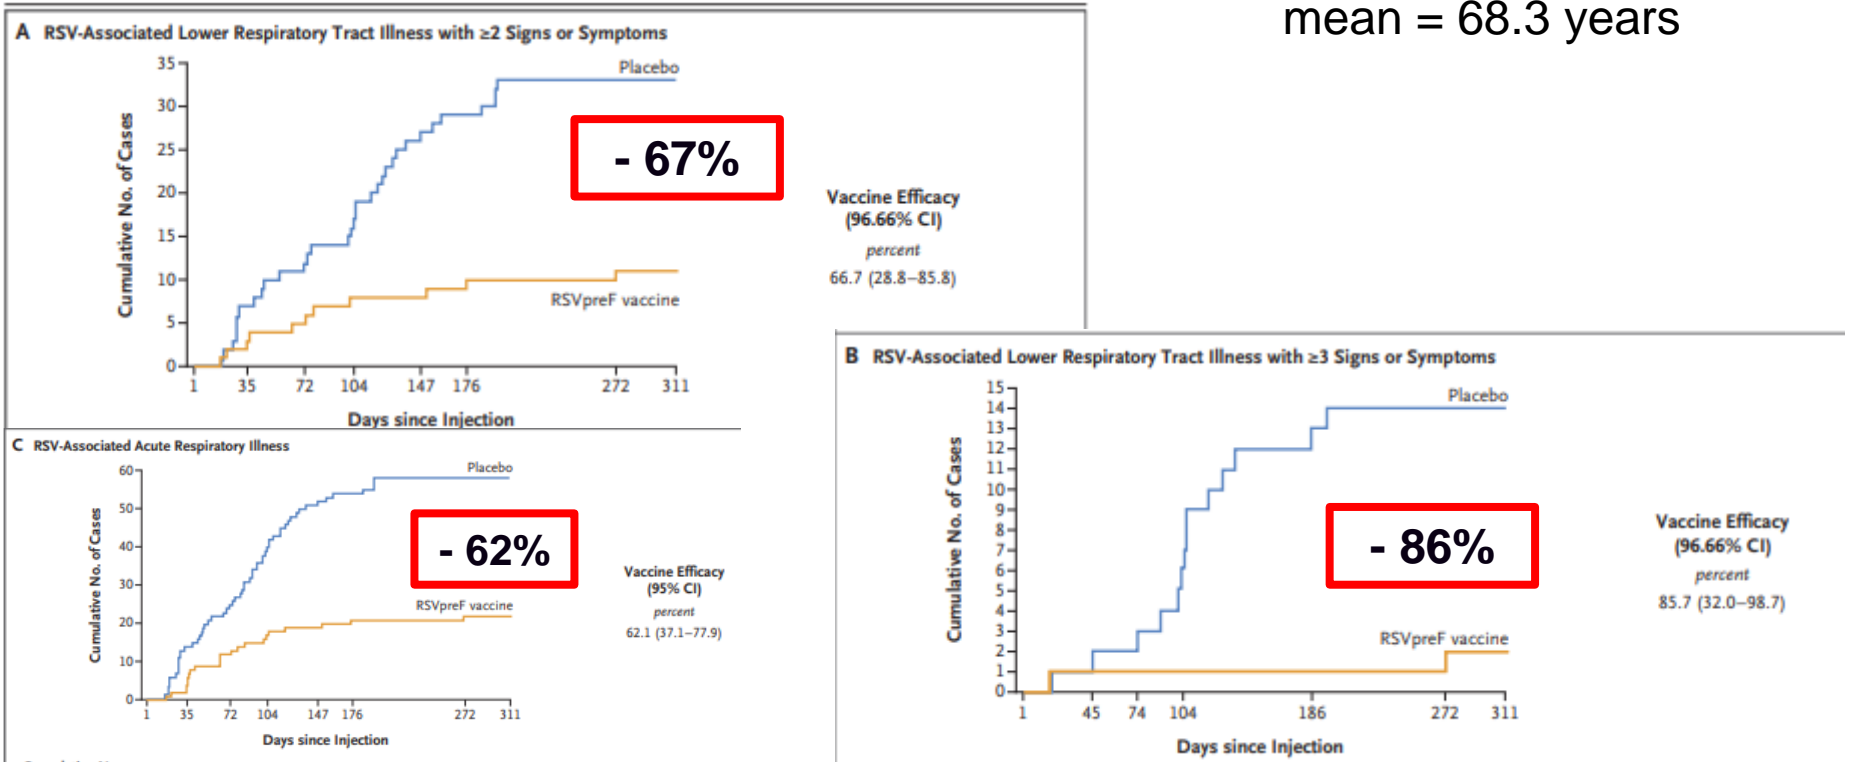 mean = 68.3 years
A RSV-Associated Lower Respiratory Tract Illness with ≥2 Signs or Symptoms
35
30
25
20
15
10
5
0
Cumulative No. of Cases
Placebo
- 67%
RSVpreF vaccine
1 35 72 104 147 176 272 311
Days since Injection
Vaccine Efficacy
(96.66% CI)
percent
66.7 (28.8–85.8)
B RSV-Associated Lower Respiratory Tract Illness with ≥3 Signs or Symptoms
15
14
13
12
11
10
9
8
7
6
5
4
3
2
1
0
Cumulative No. of Cases
Placebo
- 86%
RSVpreF vaccine
1 45 74 104 186 272 311
Days since Injection
Vaccine Efficacy
(96.66% CI)
percent
85.7 (32.0–98.7)
C RSV-Associated Acute Respiratory Illness
60
50
40
30
20
10
0
Cumulative No. of Cases
Placebo
- 62%
RSVpreF vaccine
1 35 72 104 147 176 272 311
Days since Injection
Vaccine Efficacy
(95% CI)
percent
62.1 (37.1–77.9)